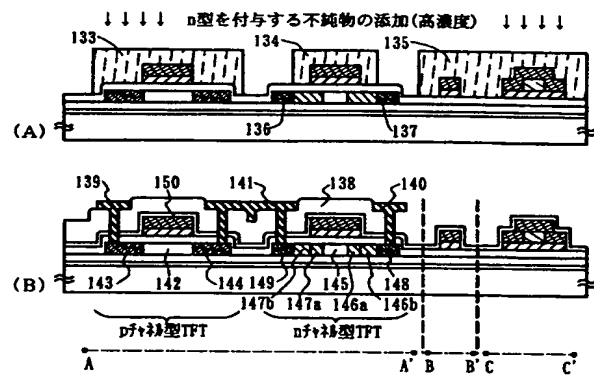 ↓ ↓ ↓ ↓ n型を付与する不純物の添加(高濃度) ↓ ↓ ↓ ↓
133 134 135
(A)
136 137
139 150 141 138 140
(B)
143 142 144 149 145 148
147b 147a 146a 146b
pチャネル型TFT nチャネル型TFT
A A' B B' C C'